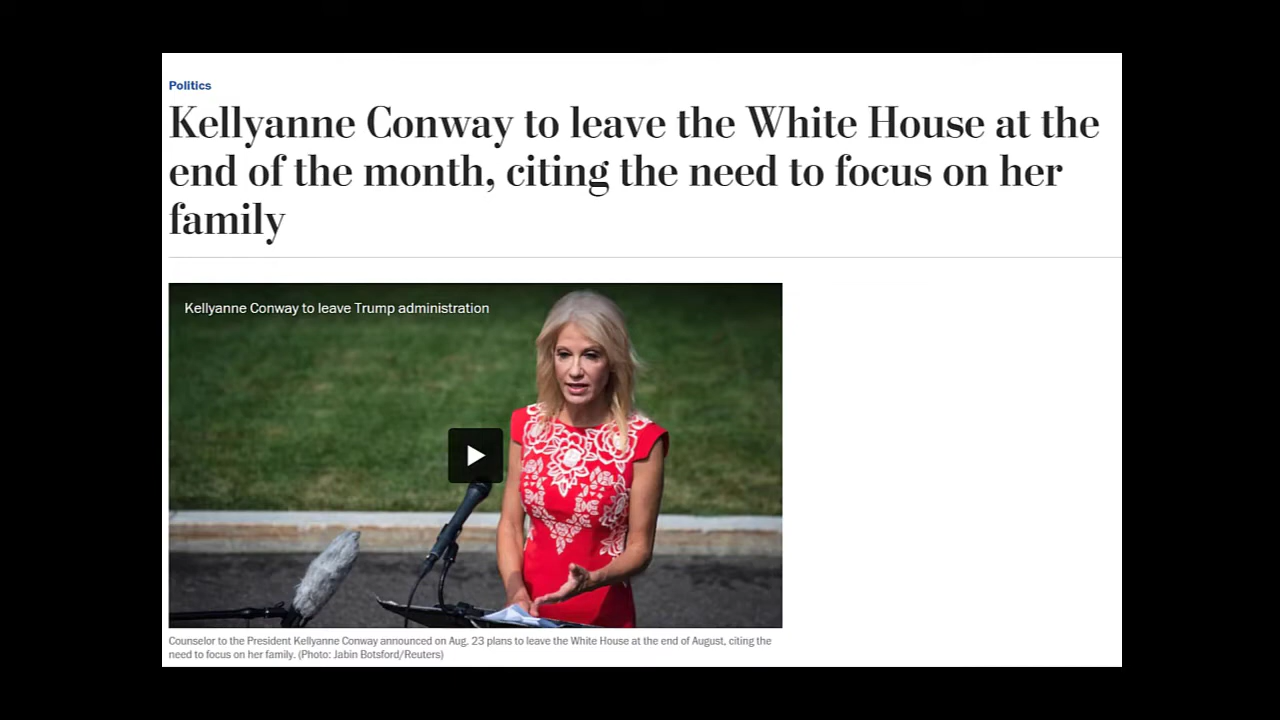 Politics
Kellyanne Conway to leave the White House at the
end of the month, citing the need to focus on her
family
Kellyanne Conway to leave Trump administration
Counselor to the President Kellyanne Conway announced on Aug. 23 plans to leave the White House at the end of August, citing the
need to focus on her family. (Photo: Jabin Botsford/Reuters)